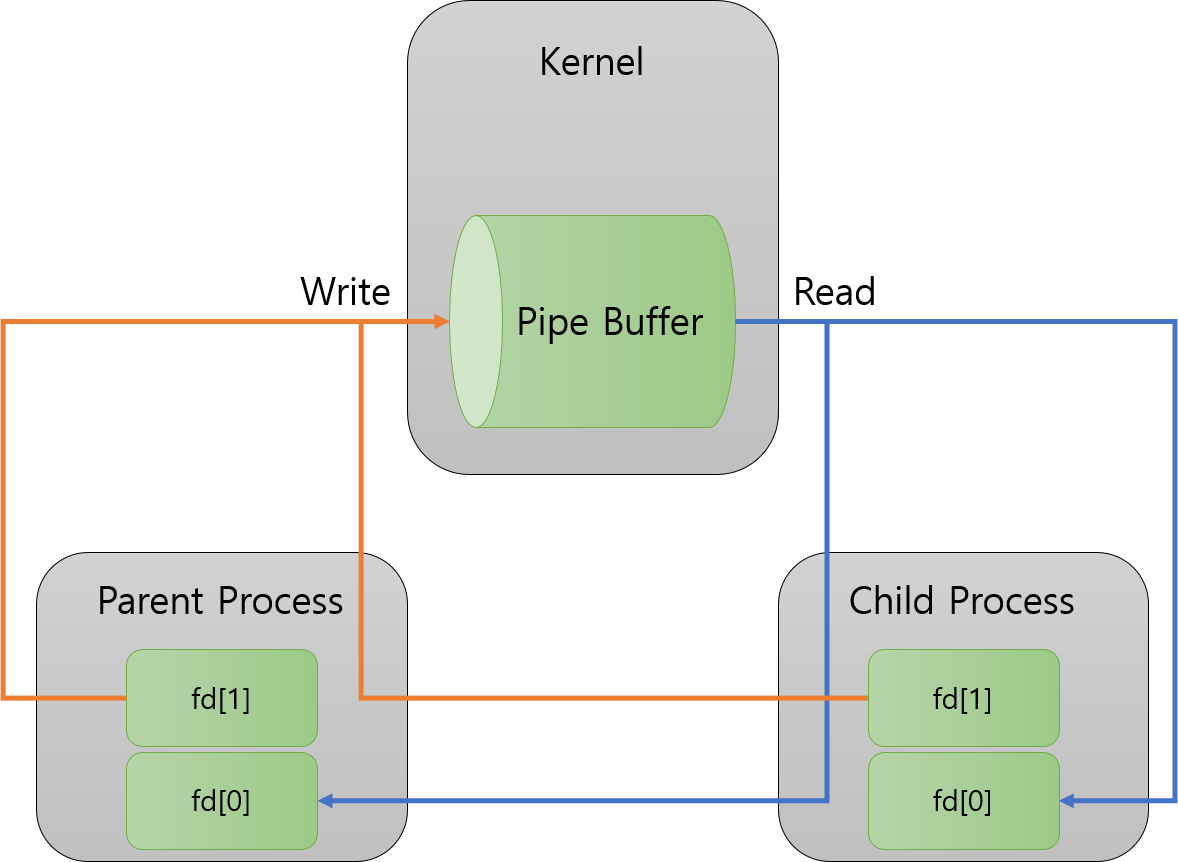 Kernel
Write
Read
Pipe Buffer
Parent Process
Child Process
fd[1]
fd[1]
fd[0]
fd[0]